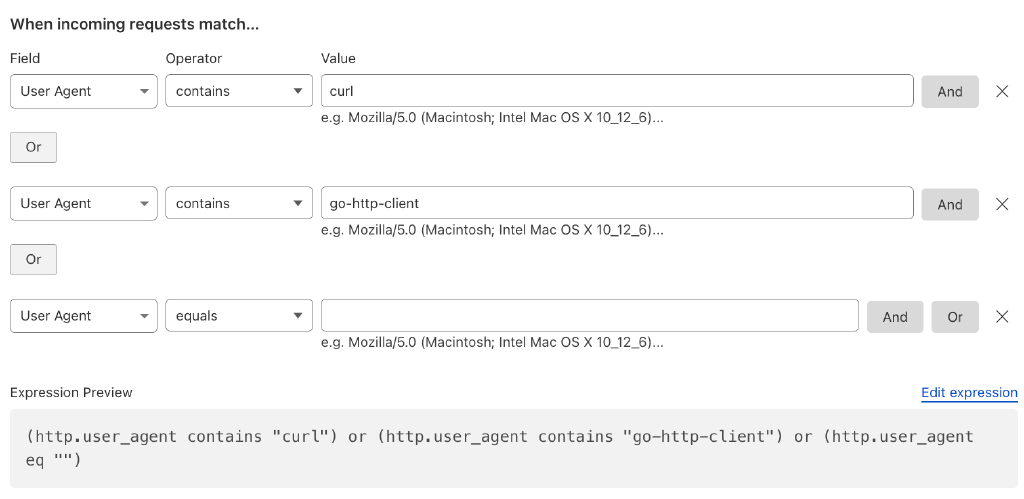 When incoming requests match...
Field Operator Value
User Agent contains curl And
e.g. Mozilla/5.0 (Macintosh; Intel Mac OS X 10_12_6)...
Or
User Agent contains go-http-client And
e.g. Mozilla/5.0 (Macintosh; Intel Mac OS X 10_12_6)...
Or
User Agent equals And Or
e.g. Mozilla/5.0 (Macintosh; Intel Mac OS X 10_12_6)...
Expression Preview Edit expression
(http.user_agent contains "curl") or (http.user_agent contains "go-http-client") or (http.user_agent
eq "")